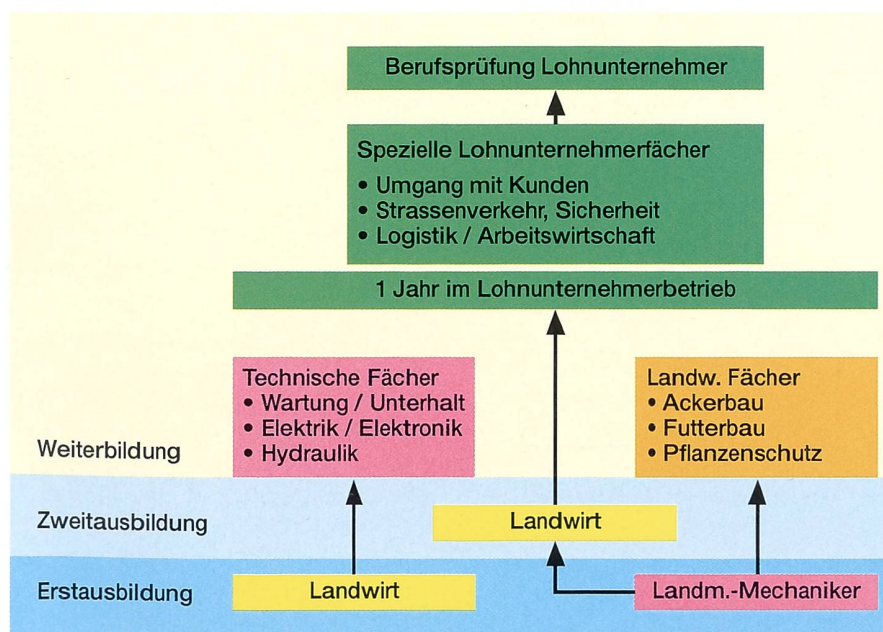 Berufsprüfung Lohnunternehmer
Spezielle Lohnunternehmerfächer
• Umgang mit Kunden
• Strassenverkehr, Sicherheit
• Logistik / Arbeitswirtschaft
1 Jahr im Lohnunternehmerbetrieb
Technische Fächer
• Wartung / Unterhalt
• Elektrik / Elektronik
• Hydraulik
Landw. Fächer
• Ackerbau
• Futterbau
• Pflanzenschutz
Weiterbildung
Zweitausbildung
Landwirt
Erstausbildung
Landwirt
Landm.-Mechaniker